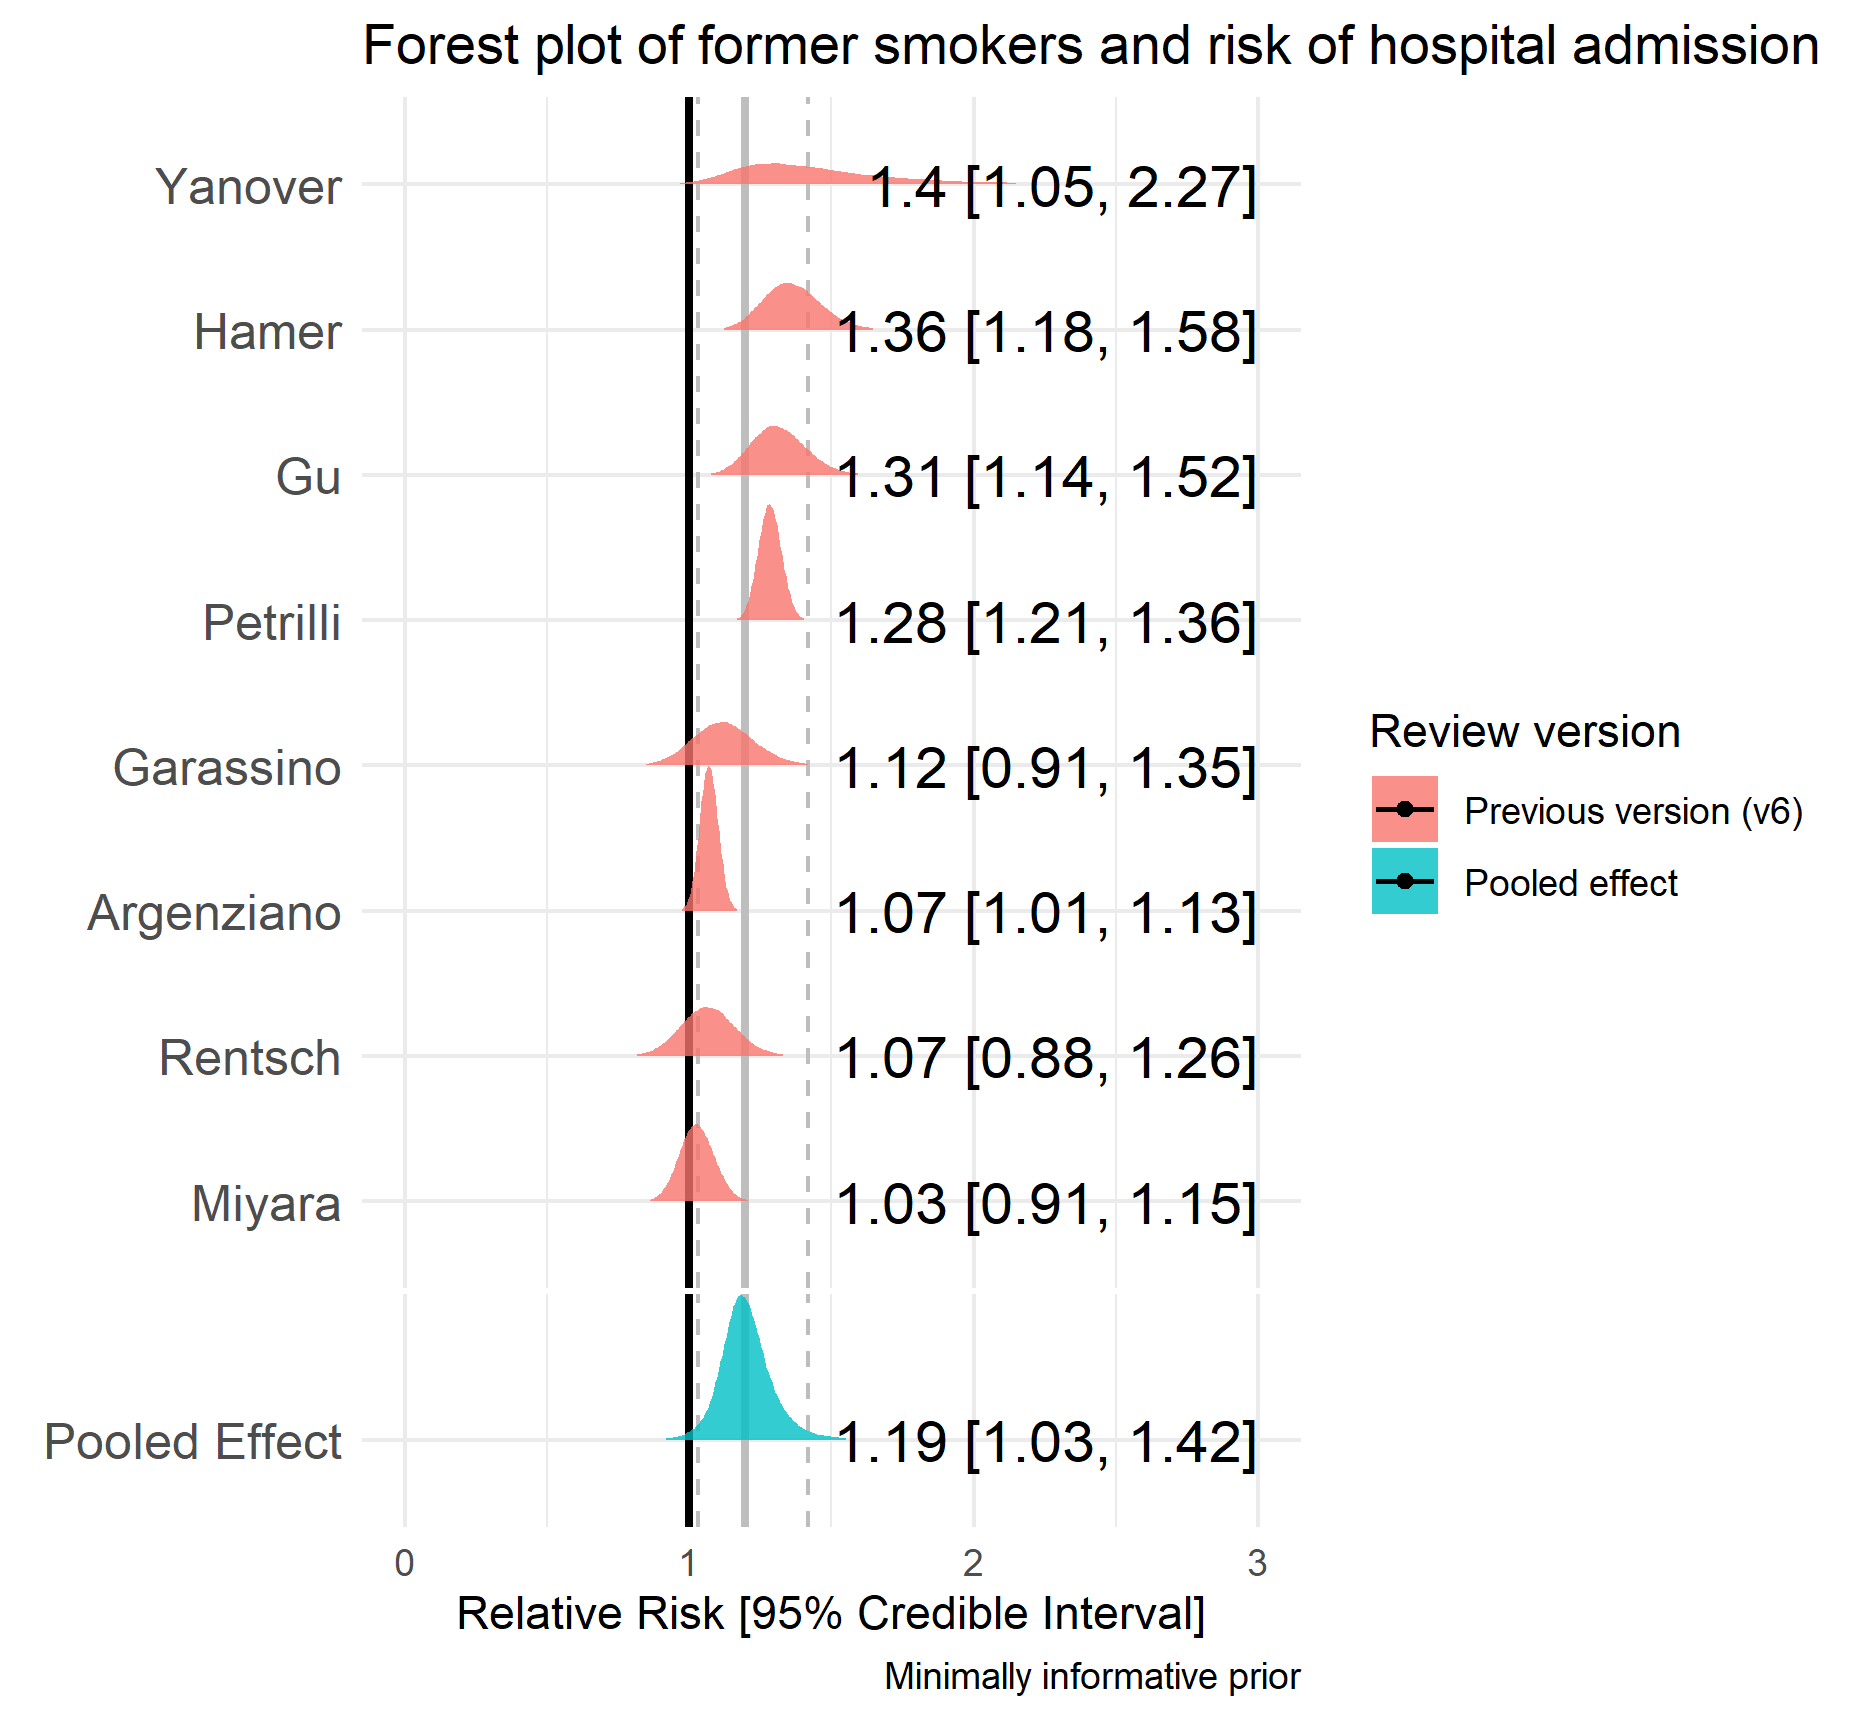 Forest plot of former smokers and risk of hospital admission
Yanover 1.4 [1.05, 2.27]
Hamer 1.36 [1.18, 1.58]
Gu 1.31 [1.14, 1.52]
Petrilli 1.28 [1.21, 1.36]
Garassino 1.12 [0.91, 1.35]
Argenziano 1.07 [1.01, 1.13]
Rentsch 1.07 [0.88, 1.26]
Miyara 1.03 [0.91, 1.15]
Pooled Effect 1.19 [1.03, 1.42]
0 1 2 3
Relative Risk [95% Credible Interval]
Minimally informative prior
Review version
Previous version (v6)
Pooled effect